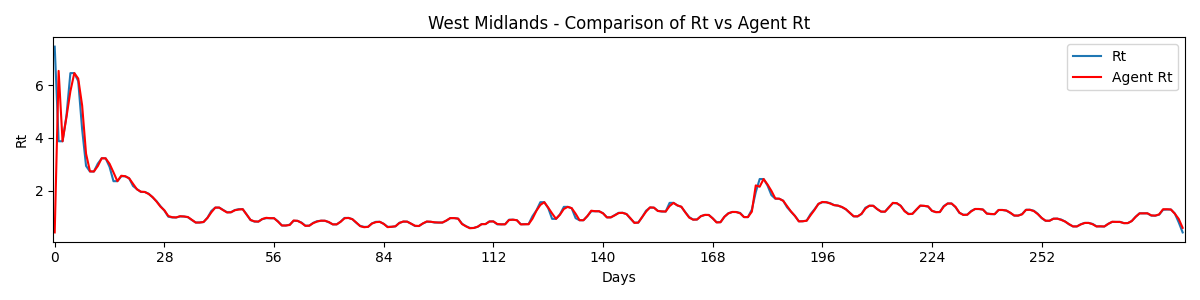 West Midlands - Comparison of Rt vs Agent Rt
Rt
Agent Rt
Rt
6
4
2
0 28 56 84 112 140 168 196 224 252
Days